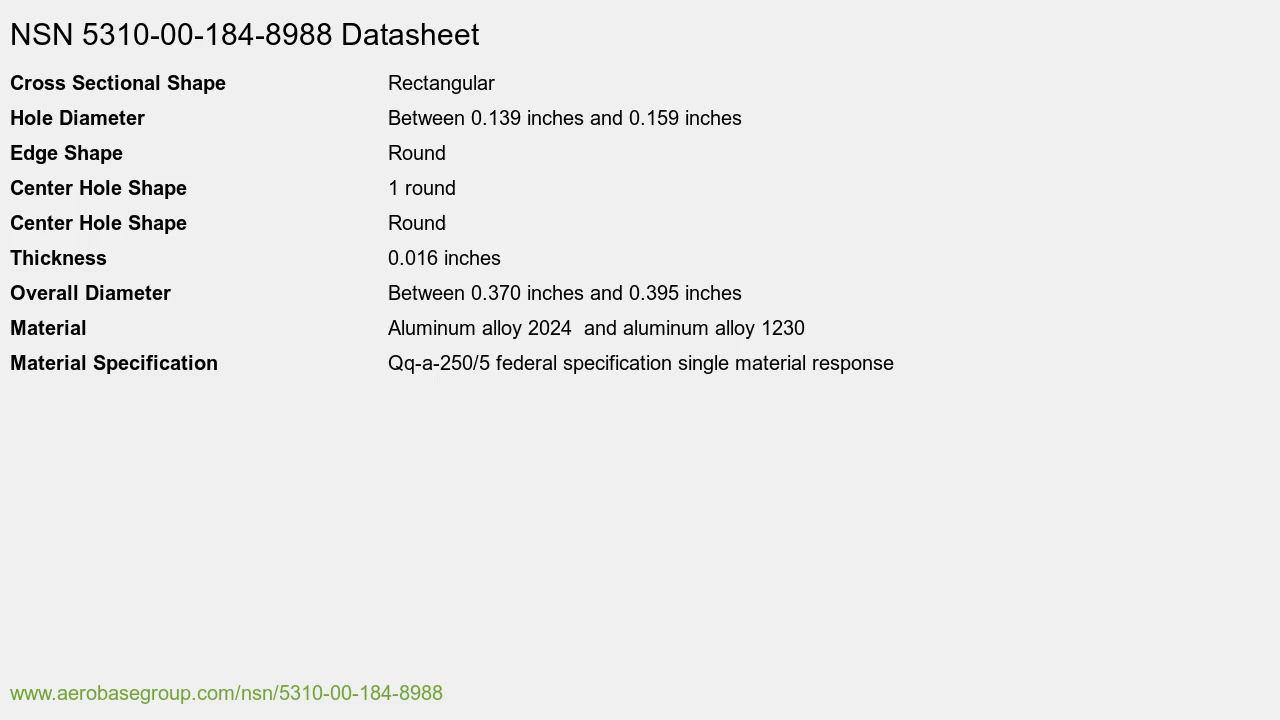 NSN 5310-00-184-8988 Datasheet
Cross Sectional Shape Rectangular
Hole Diameter Between 0.139 inches and 0.159 inches
Edge Shape Round
Center Hole Shape 1 round
Center Hole Shape Round
Thickness 0.016 inches
Overall Diameter Between 0.370 inches and 0.395 inches
Material Aluminum alloy 2024  and aluminum alloy 1230
Material Specification Qq-a-250/5 federal specification single material response
www.aerobasegroup.com/nsn/5310-00-184-8988